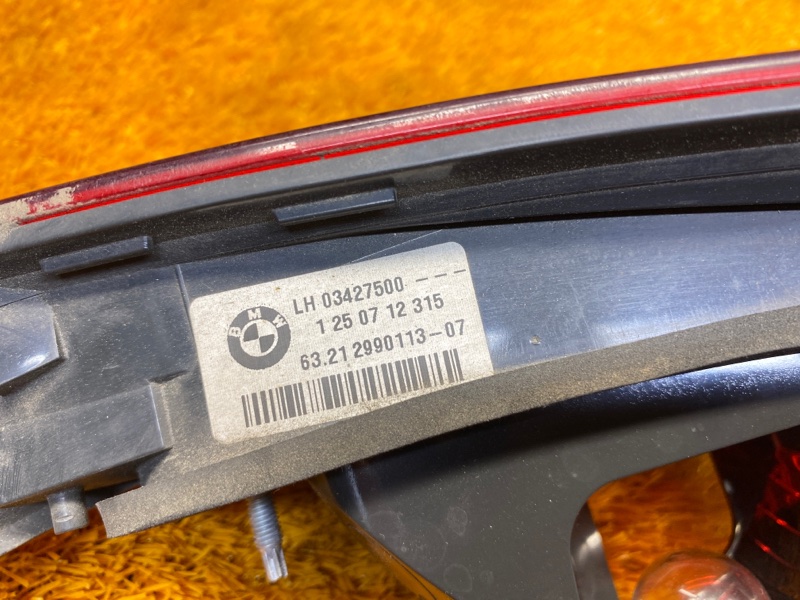 LH 03427500 ---
BMW
1 25 07 12 315
63.21 2990113-07